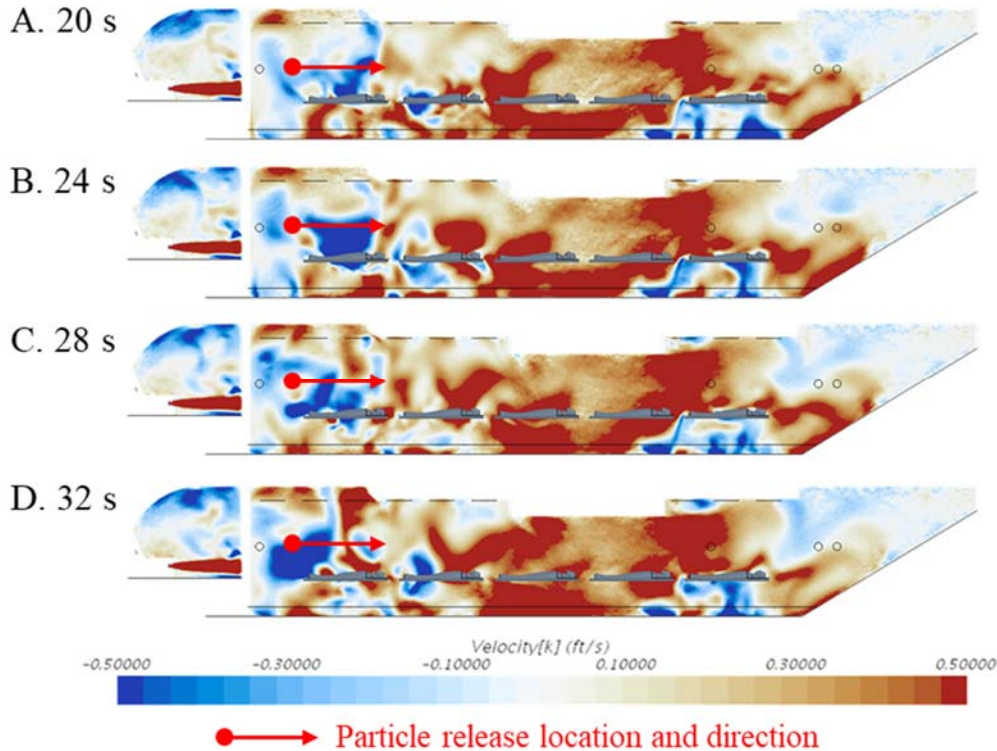 A. 20 s
B. 24 s
C. 28 s
D. 32 s
Velocity[k] (ft/s)
-0.50000 -0.30000 -0.10000 0.10000 0.30000 0.50000
Particle release location and direction